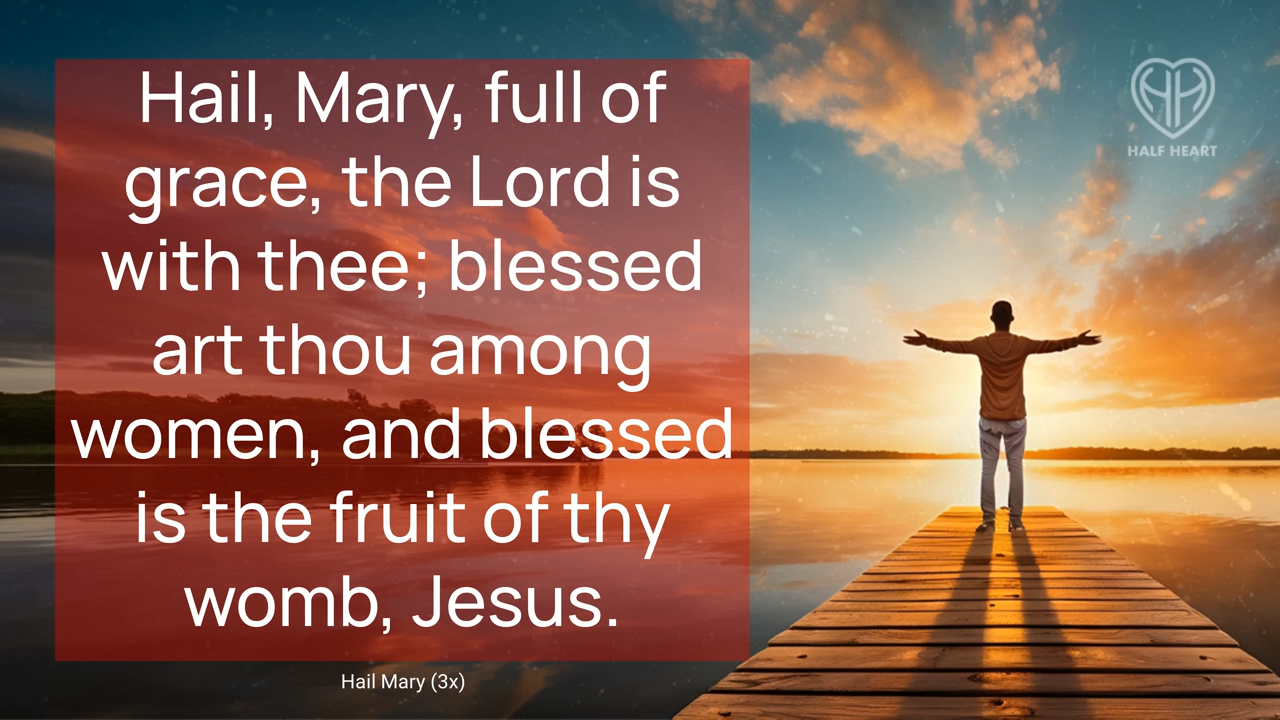 Hail, Mary, full of
grace, the Lord is
with thee; blessed
art thou among
women, and blessed
is the fruit of thy
womb, Jesus.
Hail Mary (3x)
HALF HEART